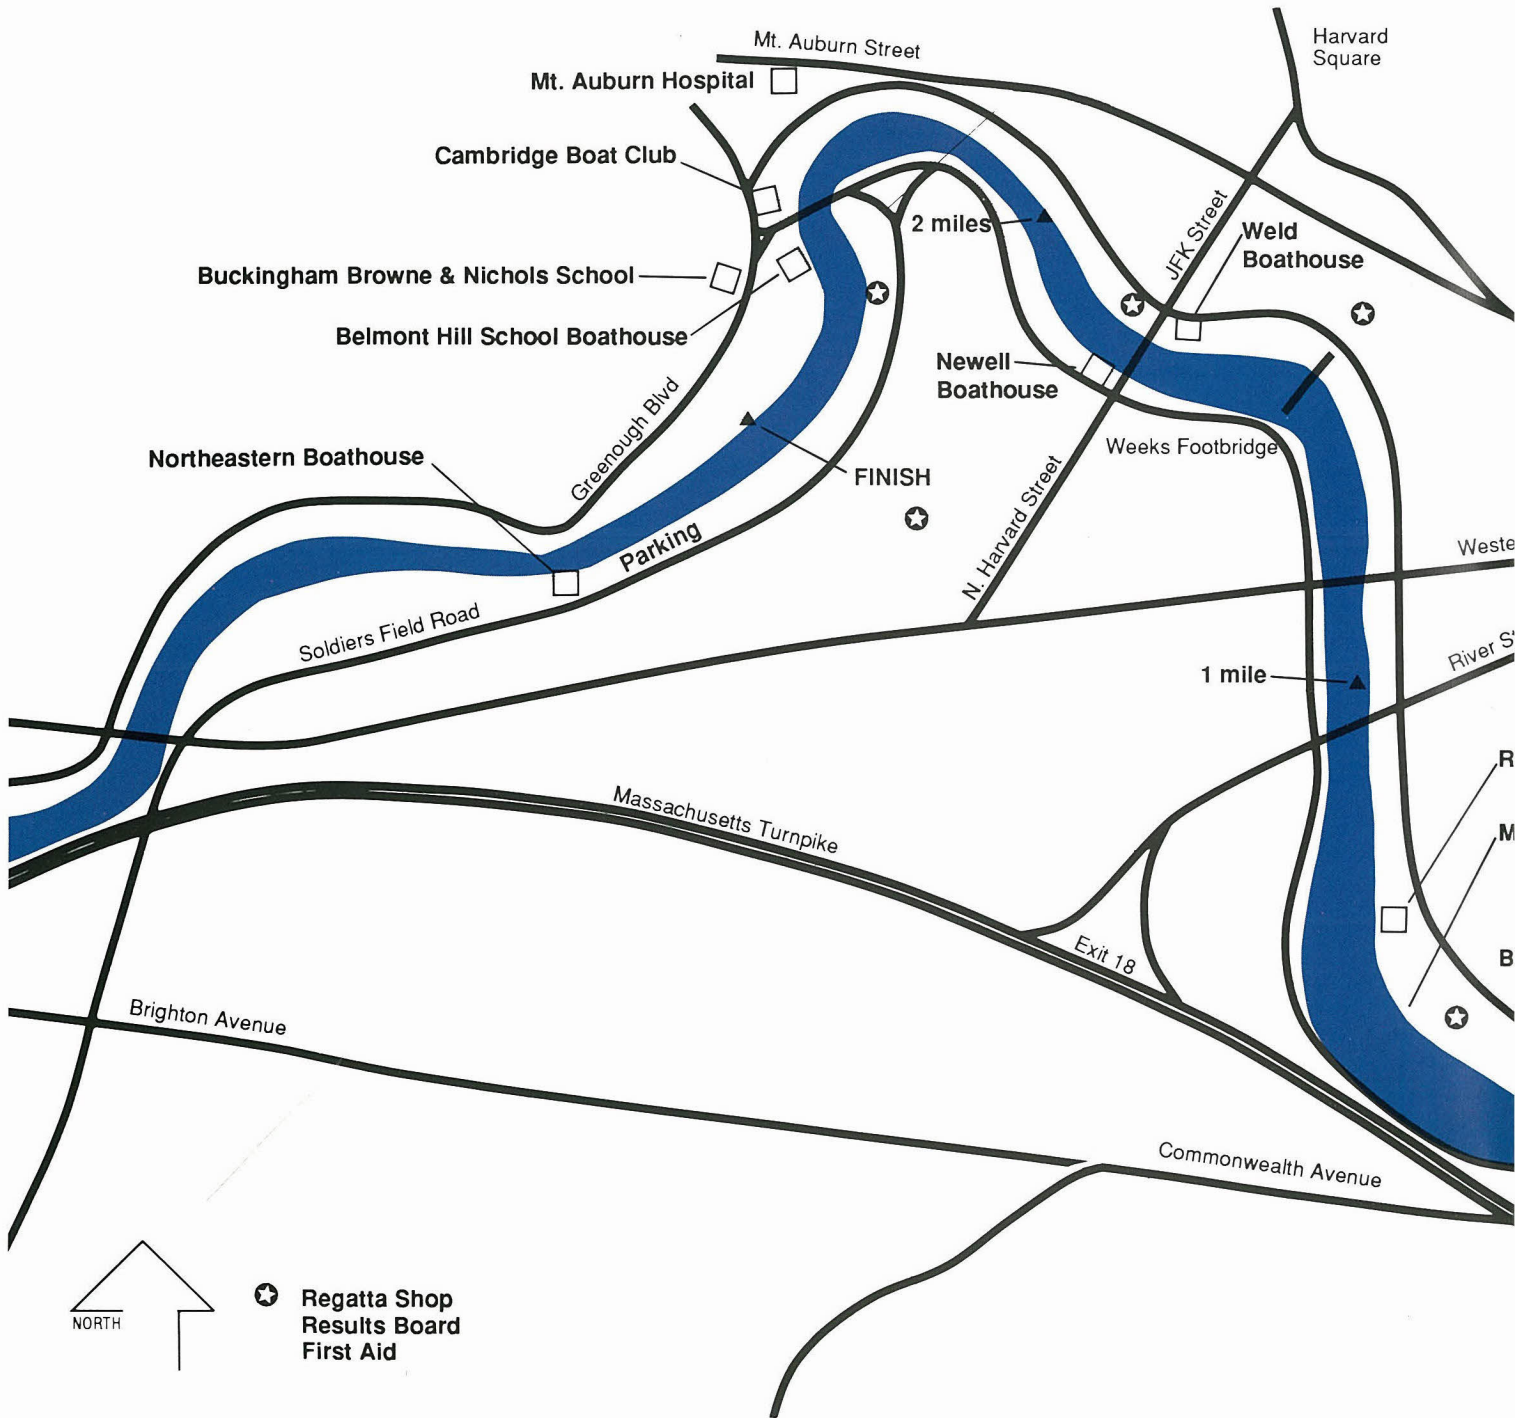 Harvard
Square
Mt. Auburn Street
Mt. Auburn Hospital
Cambridge Boat Club
JFK Street
2 miles
Weld
Boathouse
Buckingham Browne & Nichols School
Belmont Hill School Boathouse
Newell
Boathouse
Greenough Blvd
Weeks Footbridge
Northeastern Boathouse
FINISH
N. Harvard Street
Parking
Weste
Soldiers Field Road
River S
1 mile
R
Massachusetts Turnpike
M
Exit 18
B
Brighton Avenue
Commonwealth Avenue
NORTH
Regatta Shop
Results Board
First Aid